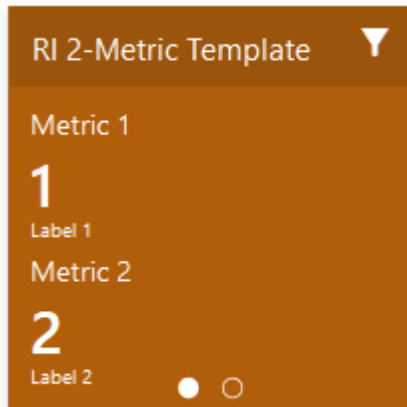 RI 2-Metric Template
Metric 1
1
Label 1
Metric 2
2
Label 2